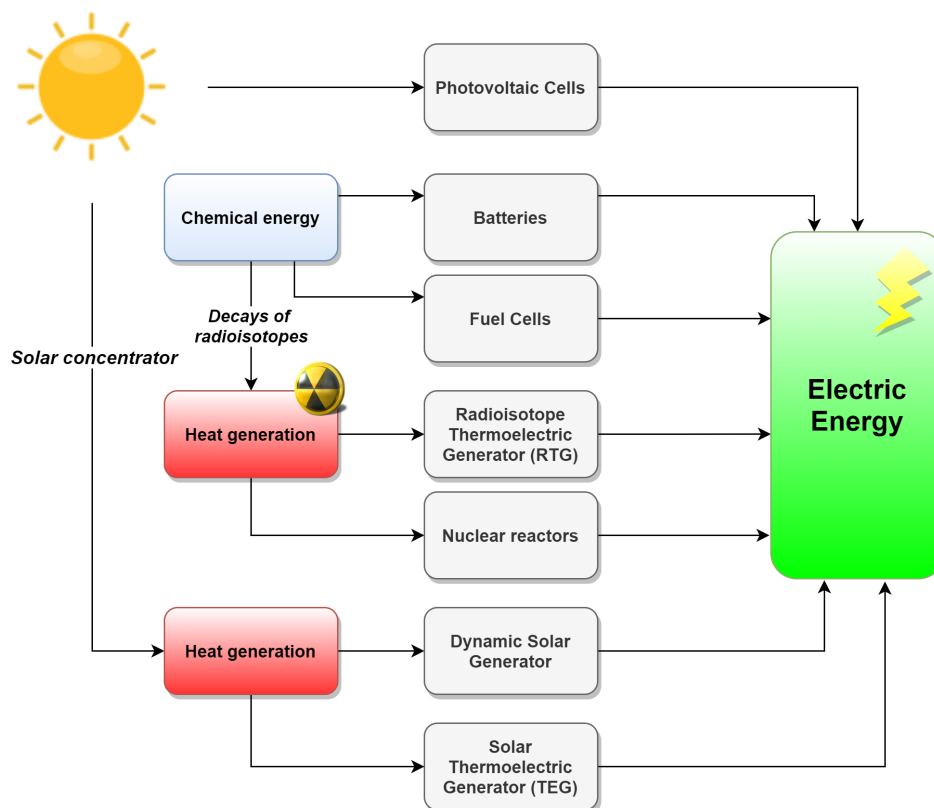 Photovoltaic Cells
Chemical energy
Batteries
Decays of
radioisotopes
Fuel Cells
Solar concentrator
Electric
Energy
Heat generation
Radioisotope
Thermoelectric
Generator (RTG)
Nuclear reactors
Heat generation
Dynamic Solar
Generator
Solar
Thermoelectric
Generator (TEG)